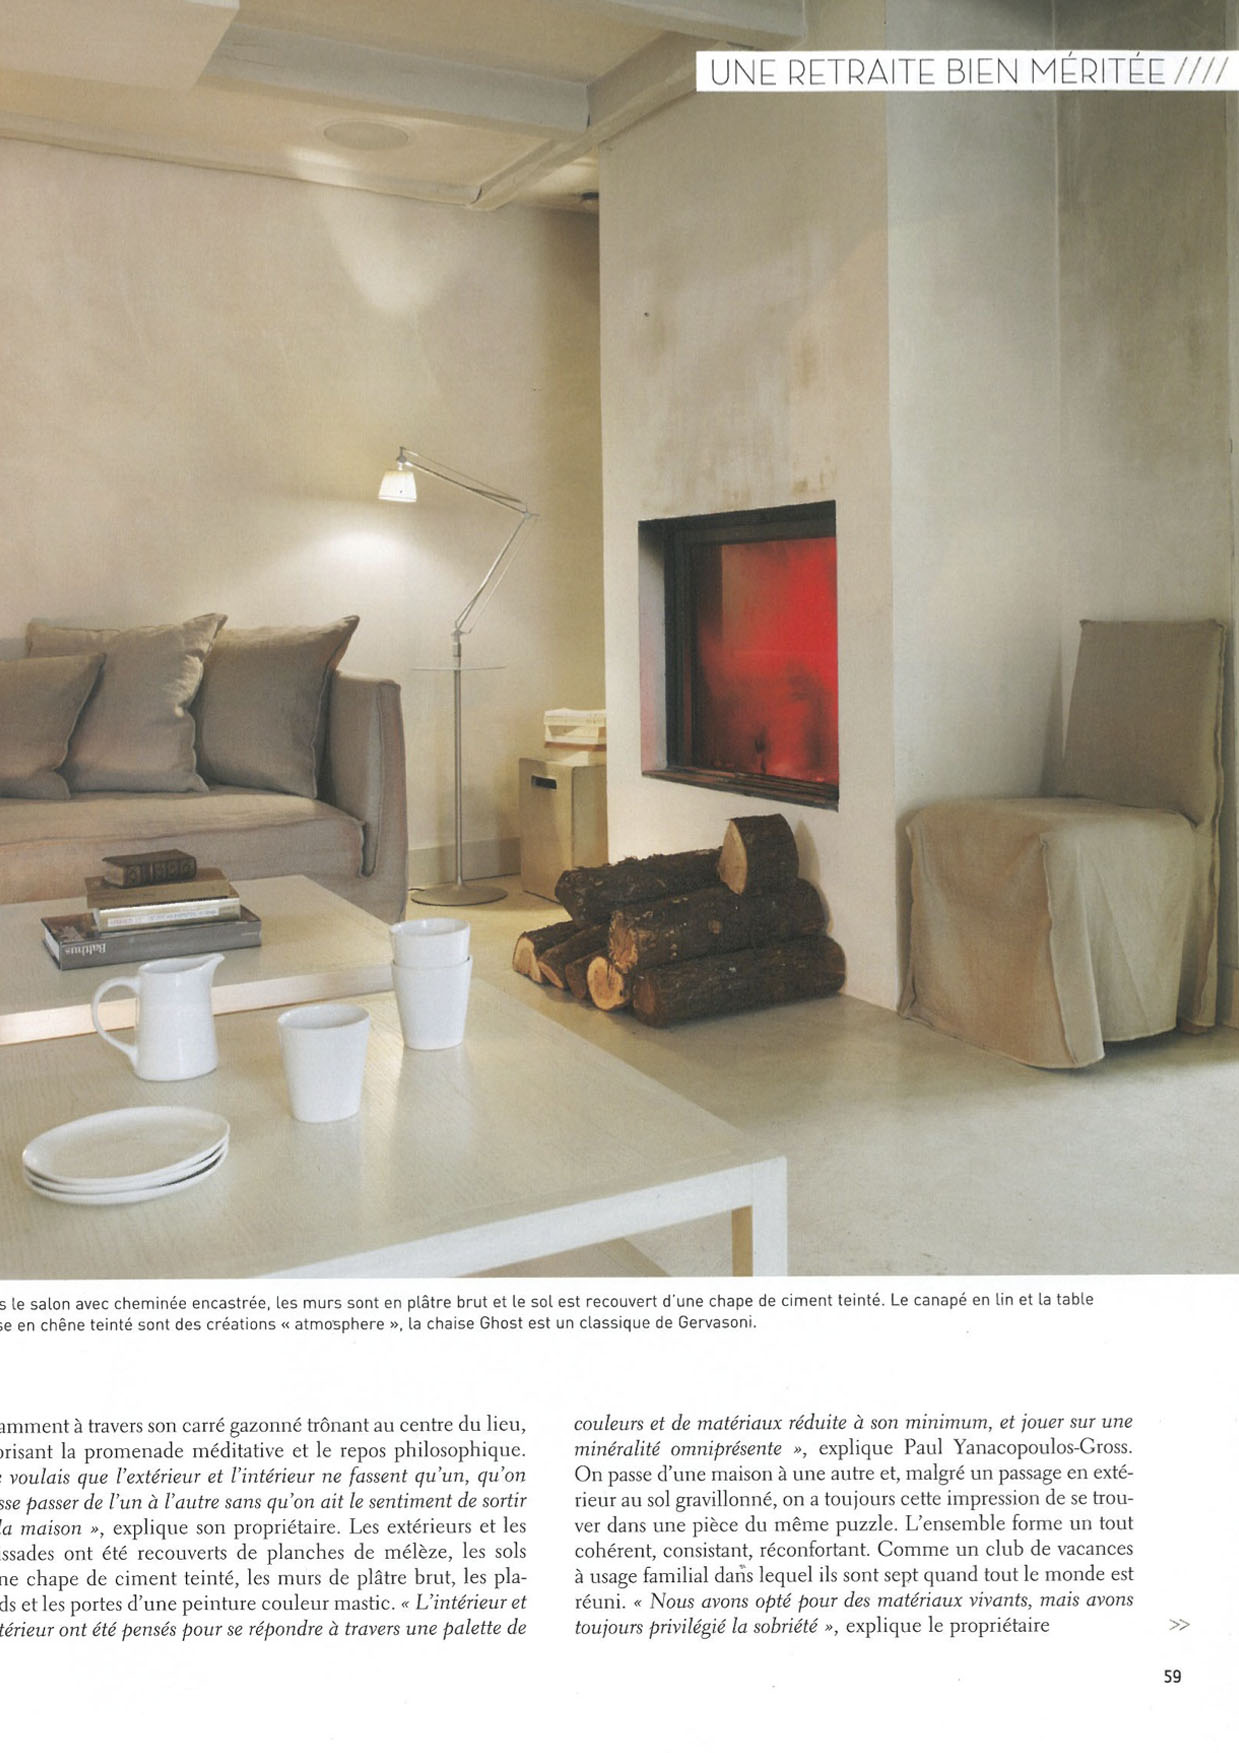 UNE RETRAITE BIEN MÉRITÉE ////
Balthus
s le salon avec cheminée encastrée, les murs sont en plâtre brut et le sol est recouvert d'une chape de ciment teinté. Le canapé en lin et la table
se en chêne teinté sont des créations « atmosphere », la chaise Ghost est un classique de Gervasoni.
amment à travers son carré gazonné trônant au centre du lieu,
orisant la promenade méditative et le repos philosophique.
e voulais que l'extérieur et l'intérieur ne fassent qu'un, qu'on
sse passer de l'un à l'autre sans qu'on ait le sentiment de sortir
la maison », explique son propriétaire. Les extérieurs et les
issades ont été recouverts de planches de mélèze, les sols
ne chape de ciment teinté, les murs de plâtre brut, les pla-
ds et les portes d'une peinture couleur mastic. « L'intérieur et
térieur ont été pensés pour se répondre à travers une palette de
couleurs et de matériaux réduite à son minimum, et jouer sur une
minéralité omniprésente », explique Paul Yanacopoulos-Gross.
On passe d'une maison à une autre et, malgré un passage en exté-
rieur au sol gravillonné, on a toujours cette impression de se trou-
ver dans une pièce du même puzzle. L'ensemble forme un tout
cohérent, consistant, réconfortant. Comme un club de vacances
à usage familial dans lequel ils sont sept quand tout le monde est
réuni. « Nous avons opté pour des matériaux vivants, mais avons
toujours privilégié la sobriété », explique le propriétaire >>
59